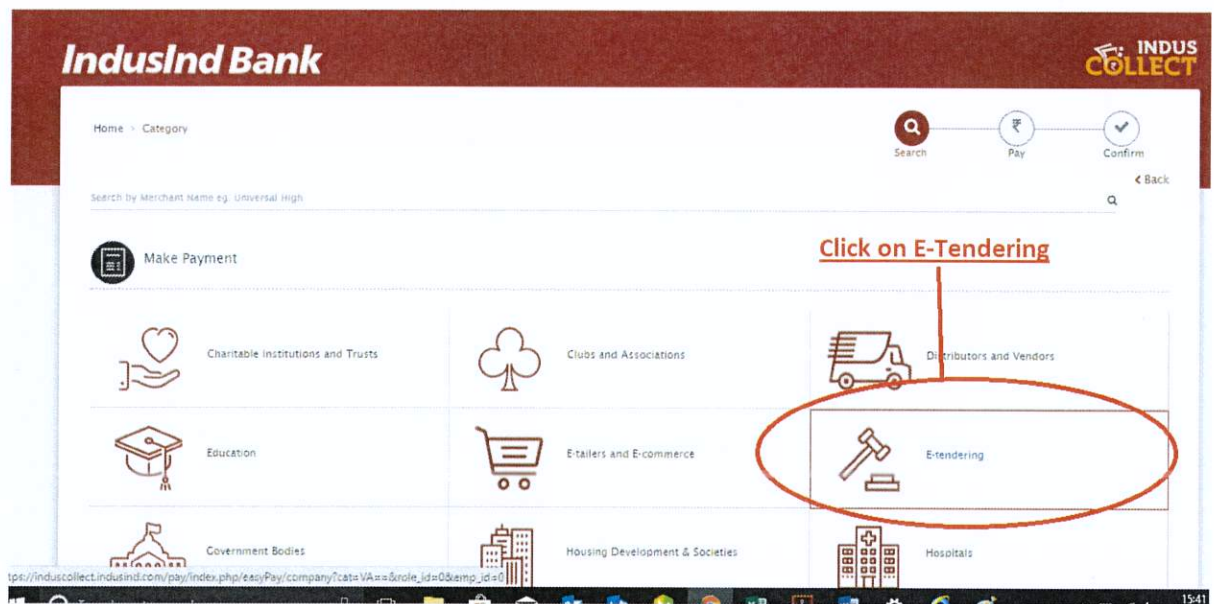 IndusInd Bank
INDUS
COLLECT
Home > Category
Search
₹
Pay
Confirm
< Back
Search by Merchant Name eg. Universal High
Make Payment
Click on E-Tendering
Charitable Institutions and Trusts
Clubs and Associations
Distributors and Vendors
Education
E-tailers and E-commerce
E-tendering
Government Bodies
Housing Development & Societies
Hospitals
tps://induscollect.indusind.com/pay/index.php/easyPay/company?cat=VA==&role_id=0&emp_id=0
15:41